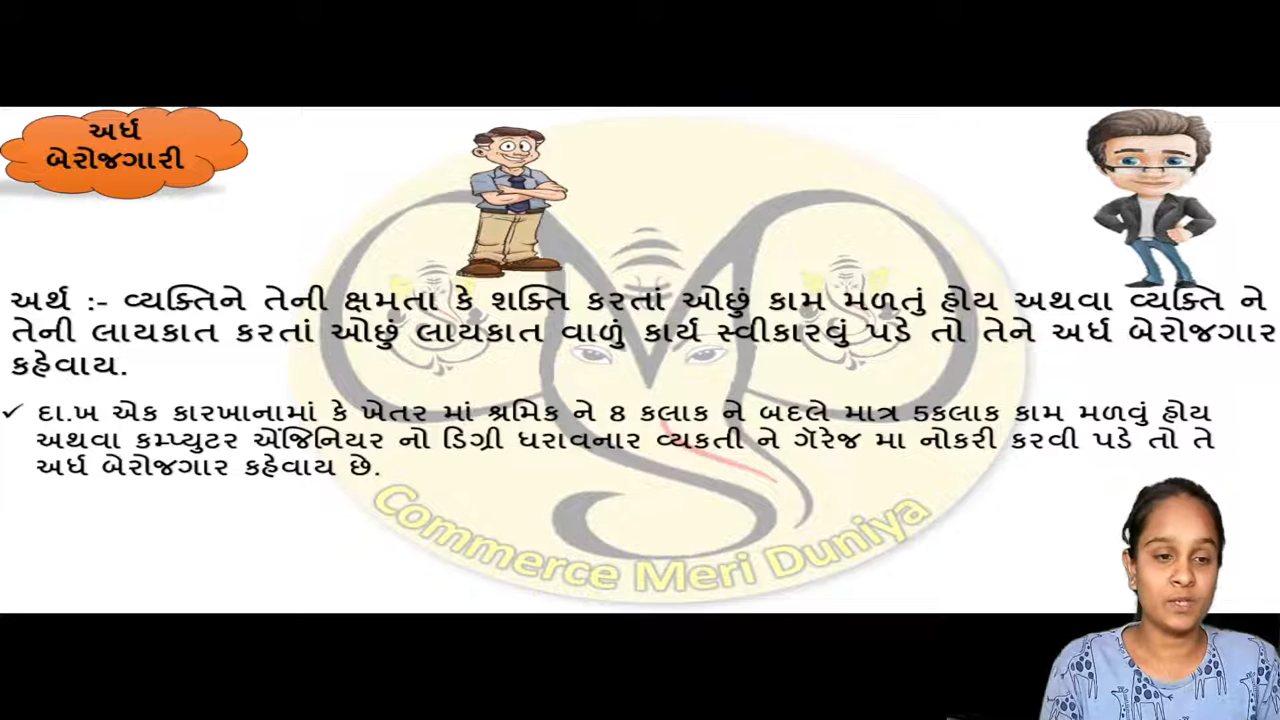 અર્ધ
બેરોજગારી
અર્થ :- વ્યક્તિને તેની ક્ષમતા કે શક્તિ કરતાં ઓછું કામ મળતું હોય અથવા વ્યક્તિ ને
તેની લાયકાત કરતાં ઓછું લાયકાત વાળું કાર્ય સ્વીકારવું પડે તો તેને અર્ધ બેરોજગાર
કહેવાય.
✓ દા.ખ એક કારખાનામાં કે ખેતર માં શ્રમિક ને 8 કલાક ને બદલે માત્ર 5કલાક કામ મળવું હોય
અથવા કમ્પ્યુટર એંજિનિયર નો ડિગ્રી ધરાવનાર વ્યકતી ને ગૅરેજ મા નોકરી કરવી પડે તો તે
અર્ધ બેરોજગાર કહેવાય છે.
Commerce Meri Duniya